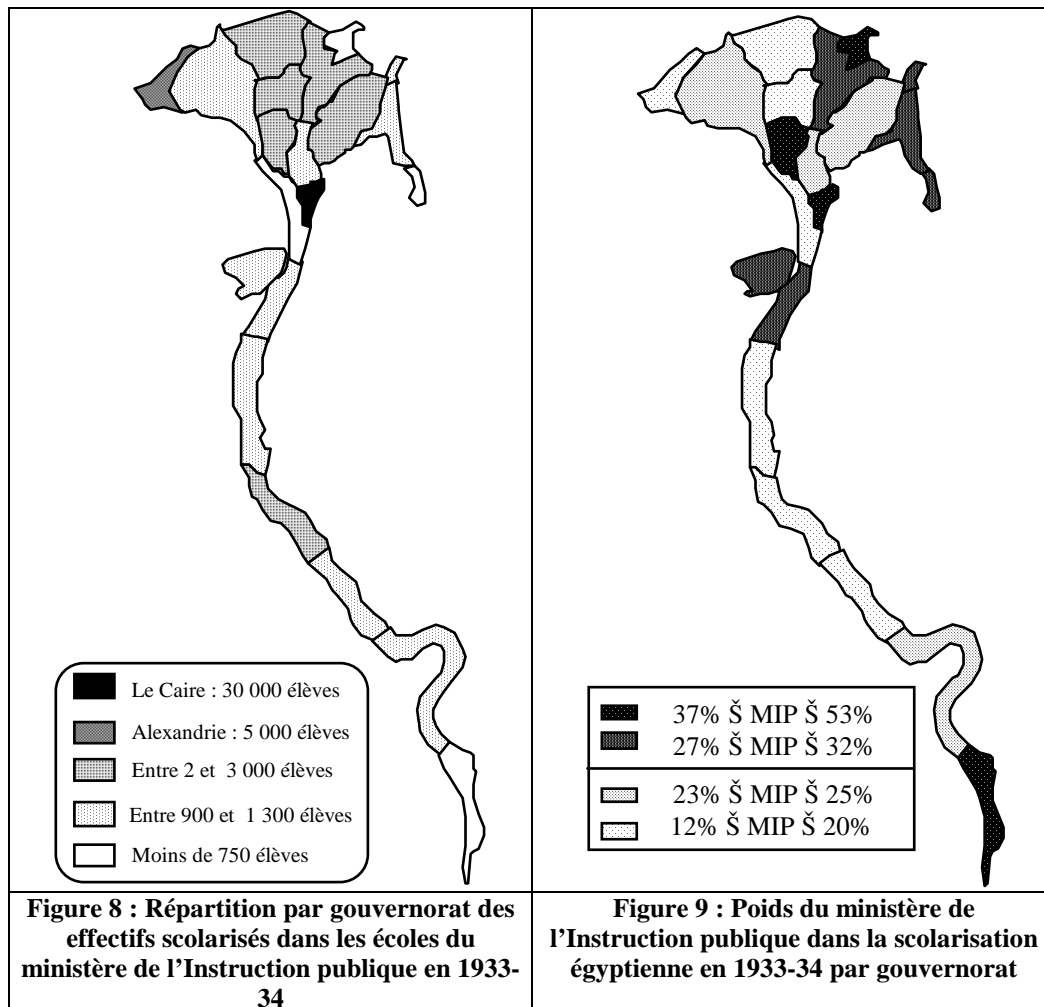 Le Caire : 30 000 élèves
Alexandrie : 5 000 élèves
Entre 2 et 3 000 élèves
Entre 900 et 1 300 élèves
Moins de 750 élèves
37% Š MIP Š 53%
27% Š MIP Š 32%
23% Š MIP Š 25%
12% Š MIP Š 20%
Figure 8 : Répartition par gouvernorat des
effectifs scolarisés dans les écoles du
ministère de l’Instruction publique en 1933-
34
Figure 9 : Poids du ministère de
l’Instruction publique dans la scolarisation
égyptienne en 1933-34 par gouvernorat